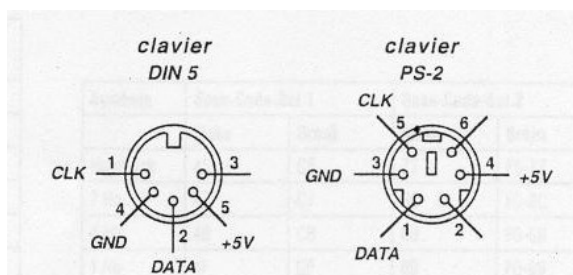 clavier
DIN 5
CLK
1
3
4
5
2
GND
+5V
DATA
clavier
PS-2
CLK
5
6
GND
3
4
+5V
2
DATA